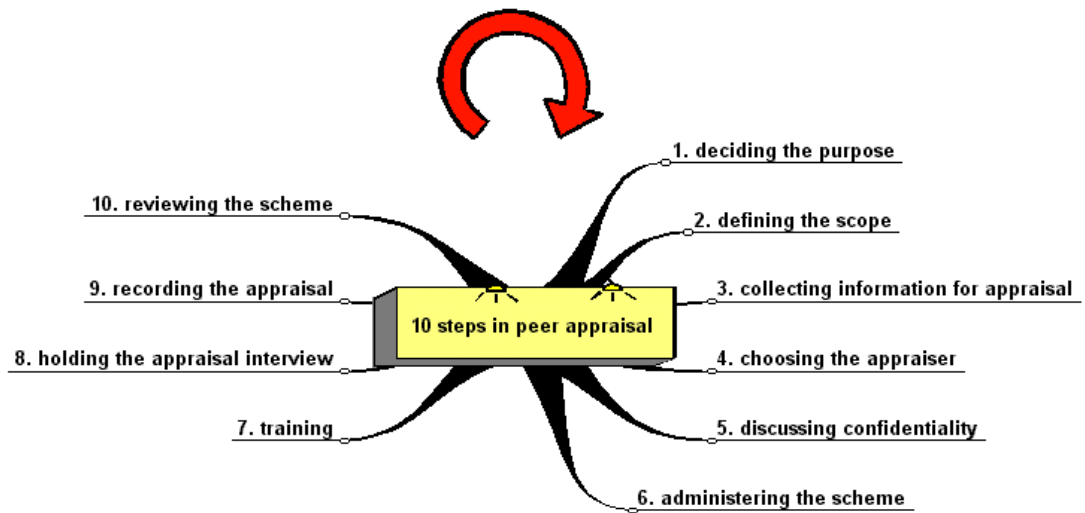 1. deciding the purpose
2. defining the scope
3. collecting information for appraisal
4. choosing the appraiser
5. discussing confidentiality
6. administering the scheme
7. training
8. holding the appraisal interview
9. recording the appraisal
10. reviewing the scheme
10 steps in peer appraisal